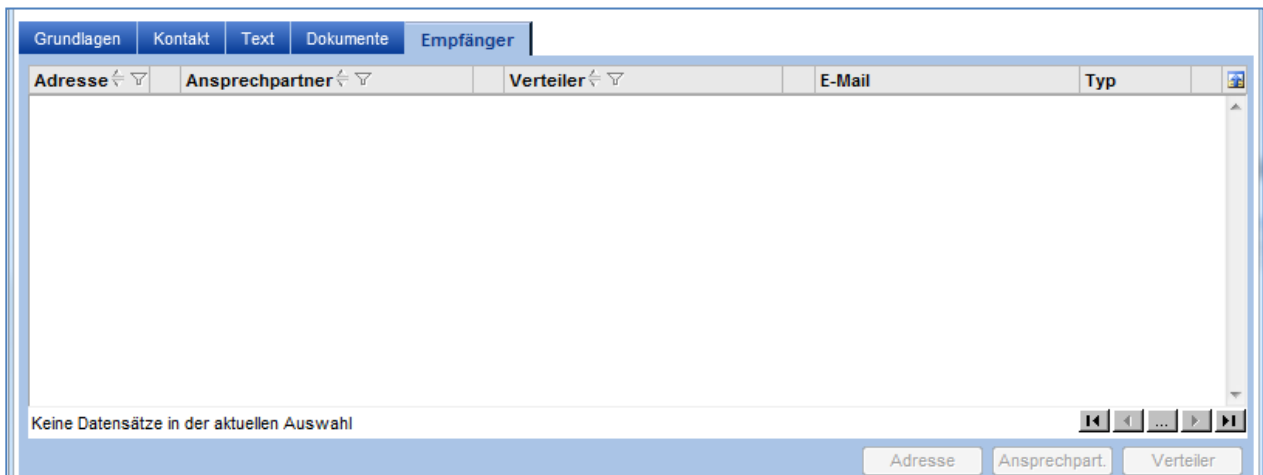 Grundlagen Kontakt Text Dokumente Empfänger
Adresse Ansprechpartner Verteiler E-Mail Typ
Keine Datensätze in der aktuellen Auswahl ...
Adresse Ansprechpart. Verteiler